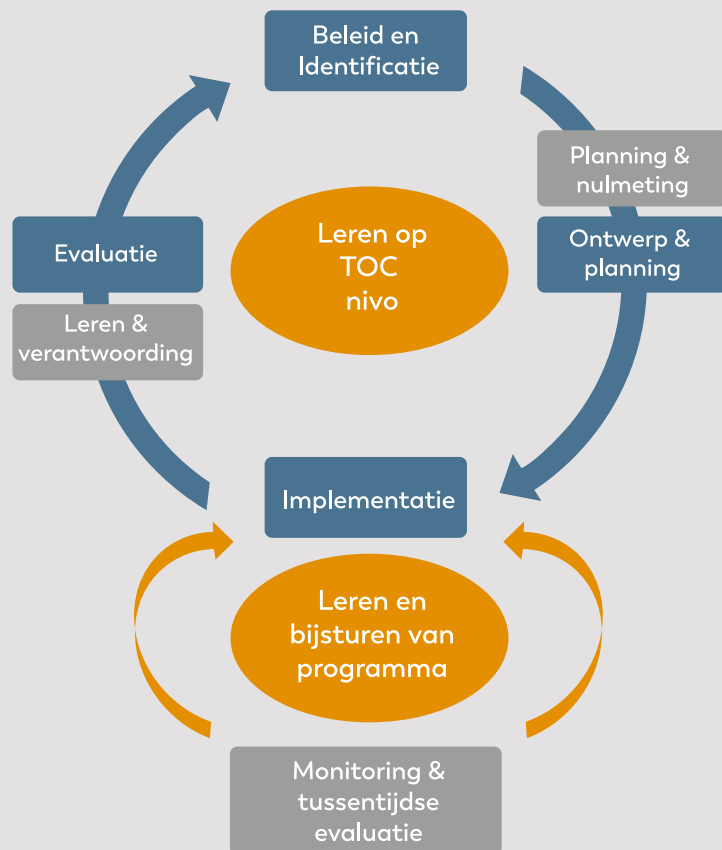 Beleid en
Identificatie
Planning &
nulmeting
Ontwerp &
planning
Leren op
TOC
nivo
Evaluatie
Leren &
verantwoording
Implementatie
Leren en
bijsturen van
programma
Monitoring &
tussentijdse
evaluatie